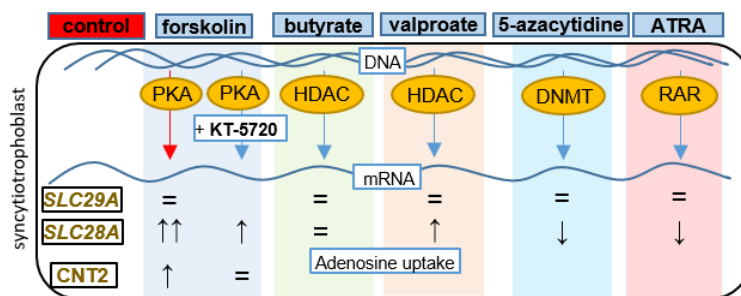 control forskolin butyrate valproate 5-azacytidine ATRA
DNA
PKA PKA HDAC HDAC DNMT RAR
+ KT-5720
mRNA
syncytiotrophoblast
SLC29A = = = = =
SLC28A ↑↑ ↑ = ↑ ↓ ↓
Adenosine uptake
CNT2 ↑ =